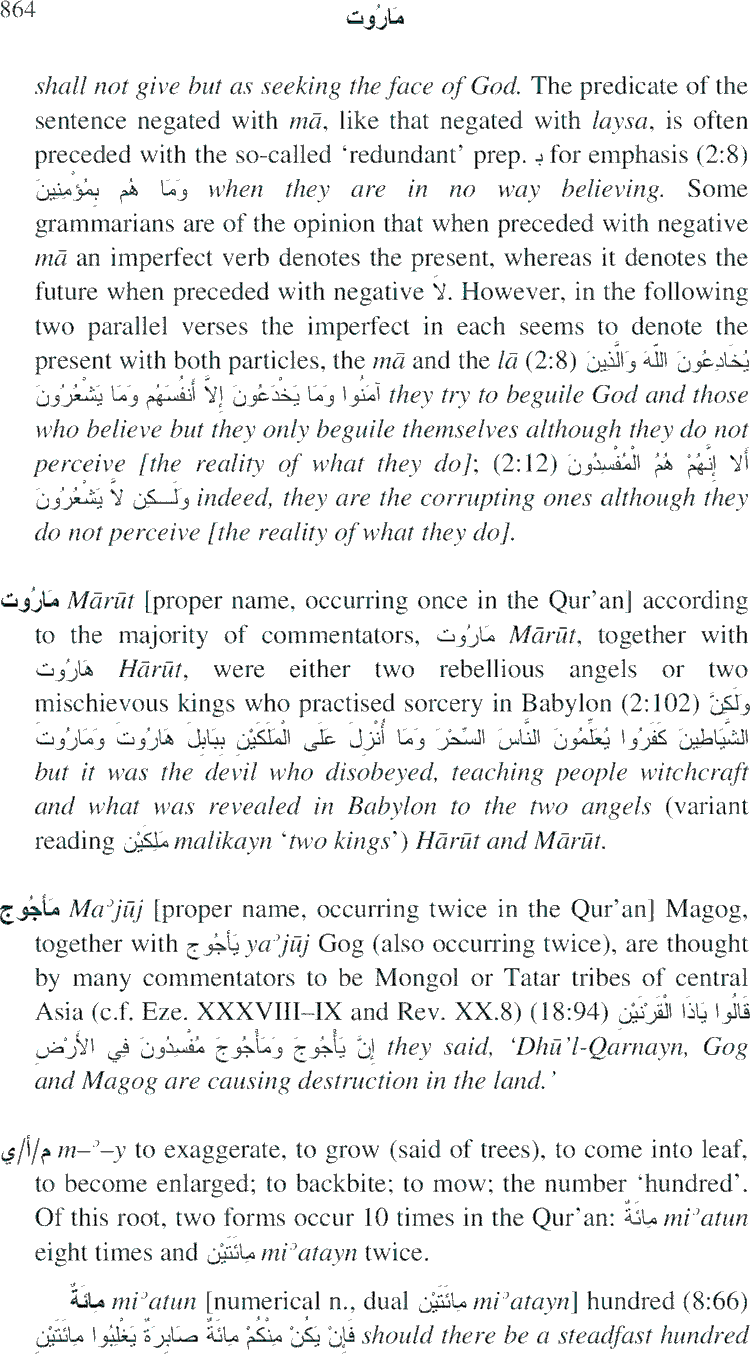 864
مَارُوت
shall not give but as seeking the face of God. The predicate of the
sentence negated with mā, like that negated with laysa, is often
preceded with the so-called ‘redundant’ prep. بـ for emphasis (2:8)
وَمَا هُم بِمُؤْمِنِينَ when they are in no way believing. Some
grammarians are of the opinion that when preceded with negative
mā an imperfect verb denotes the present, whereas it denotes the
future when preceded with negative لاَ. However, in the following
two parallel verses the imperfect in each seems to denote the
present with both particles, the mā and the lā (2:8) يُخَادِعُونَ اللَّهَ وَالَّذِينَ
آمَنُوا وَمَا يَخْدَعُونَ إِلاَّ أَنفُسَهُم وَمَا يَشْعُرُونَ they try to beguile God and those
who believe but they only beguile themselves although they do not
perceive [the reality of what they do]; (2:12) أَلا إِنَّهُمْ هُمُ الْمُفْسِدُونَ
وَلَـكِن لاَّ يَشْعُرُونَ indeed, they are the corrupting ones although they
do not perceive [the reality of what they do].
مَارُوت Mārūt [proper name, occurring once in the Qur’an] according
to the majority of commentators, مَارُوت Mārūt, together with
هَارُوت Hārūt, were either two rebellious angels or two
mischievous kings who practised sorcery in Babylon (2:102) وَلَكِنَّ
الشَّيَاطِينَ كَفَرُوا يُعَلِّمُونَ النَّاسَ السِّحْرَ وَمَا أُنْزِلَ عَلَى الْمَلَكَيْنِ بِبَابِلَ هَارُوتَ وَمَارُوتَ
but it was the devil who disobeyed, teaching people witchcraft
and what was revealed in Babylon to the two angels (variant
reading مَلِكَيْن malikayn ‘two kings’) Hārūt and Mārūt.
مَأْجُوج Maʾjūj [proper name, occurring twice in the Qur’an] Magog,
together with يَأْجُوج yaʾjūj Gog (also occurring twice), are thought
by many commentators to be Mongol or Tatar tribes of central
Asia (c.f. Eze. XXXVIII–IX and Rev. XX.8) (18:94) قَالُوا يَاذَا الْقَرْنَيْنِ
إِنَّ يَأْجُوجَ وَمَأْجُوجَ مُفْسِدُونَ فِي الأَرْضِ they said, ‘Dhū’l-Qarnayn, Gog
and Magog are causing destruction in the land.’
م/أ/ي m–ʾ–y to exaggerate, to grow (said of trees), to come into leaf,
to become enlarged; to backbite; to mow; the number ‘hundred’.
Of this root, two forms occur 10 times in the Qur’an: مِائَةٌ miʾatun
eight times and مِائَتَيْن miʾatayn twice.
مِائَةٌ miʾatun [numerical n., dual مِائَتَيْن miʾatayn] hundred (8:66)
فَإِنْ يَكُنْ مِنْكُمْ مِائَةٌ صَابِرَةٌ يَغْلِبُوا مِائَتَيْنِ should there be a steadfast hundred